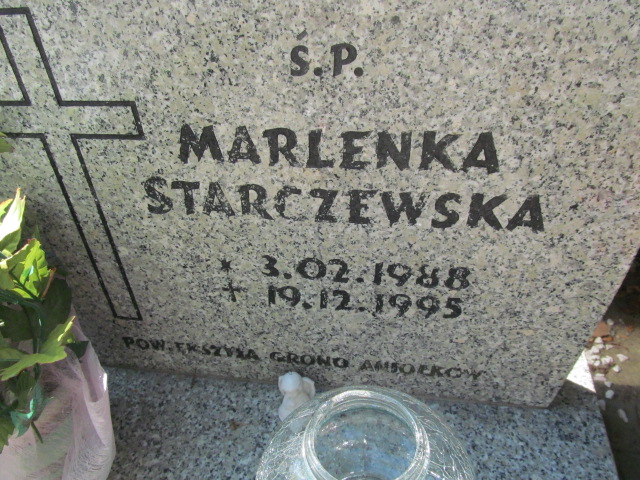 Ś.P.
MARLENKA
STARCZEWSKA
* 3.02.1988
+ 19.12.1995
POWIĘKSZYŁA GRONO ANIOŁKÓW